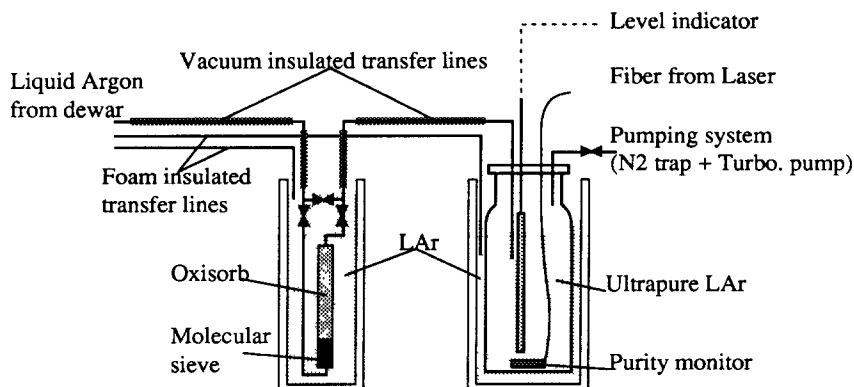 Level indicator
Vacuum insulated transfer lines
Liquid Argon
from dewar
Fiber from Laser
Pumping system
(N2 trap + Turbo. pump)
Foam insulated
transfer lines
LAr
Oxisorb
Ultrapure LAr
Molecular
sieve
Purity monitor